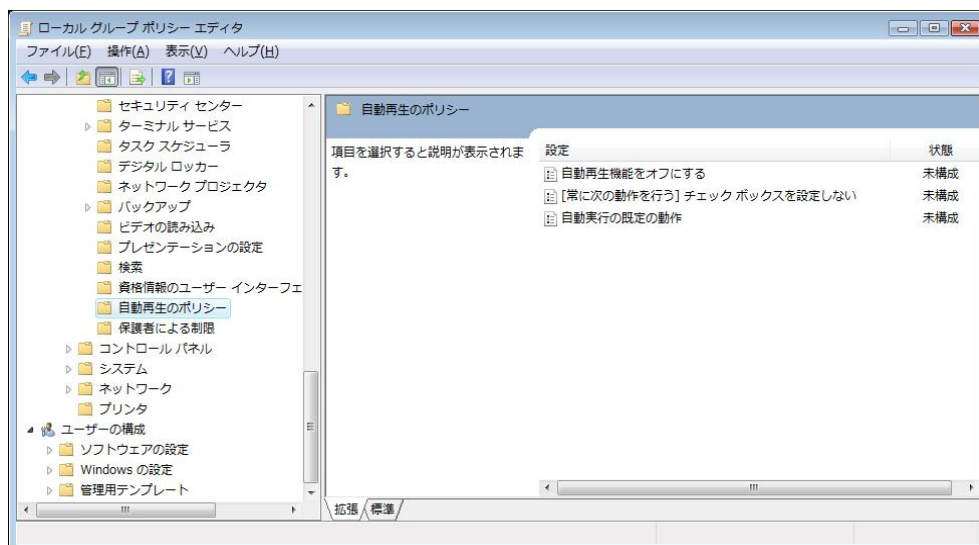 ローカル グループ ポリシー エディタ
ファイル(F) 操作(A) 表示(V) ヘルプ(H)
セキュリティ センター
ターミナル サービス
タスク スケジューラ
デジタル ロッカー
ネットワーク プロジェクタ
バックアップ
ビデオの読み込み
プレゼンテーションの設定
検索
資格情報のユーザー インターフェ
自動再生のポリシー
保護者による制限
コントロール パネル
システム
ネットワーク
プリンタ
ユーザーの構成
ソフトウェアの設定
Windows の設定
管理用テンプレート
自動再生のポリシー
項目を選択すると説明が表示されま
す。
設定 状態
自動再生機能をオフにする 未構成
[常に次の動作を行う] チェック ボックスを設定しない 未構成
自動実行の既定の動作 未構成
拡張 標準